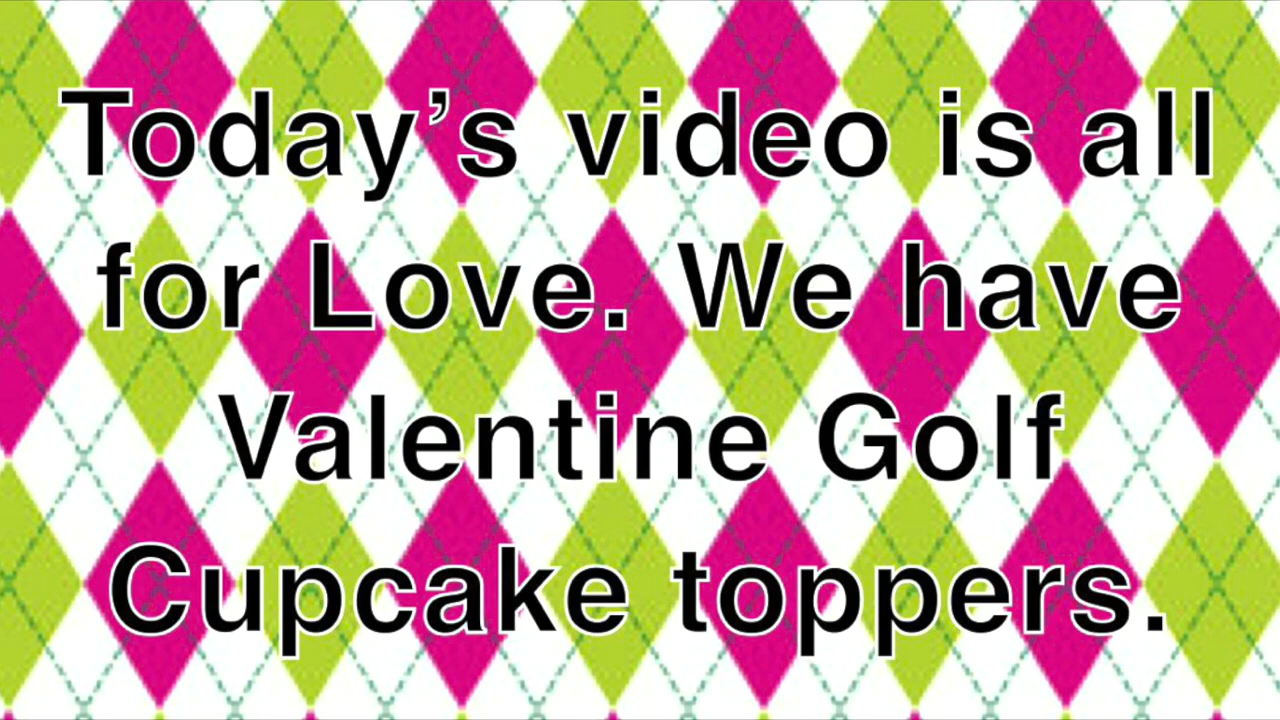 Today’s video is all
for Love. We have
Valentine Golf
Cupcake toppers.